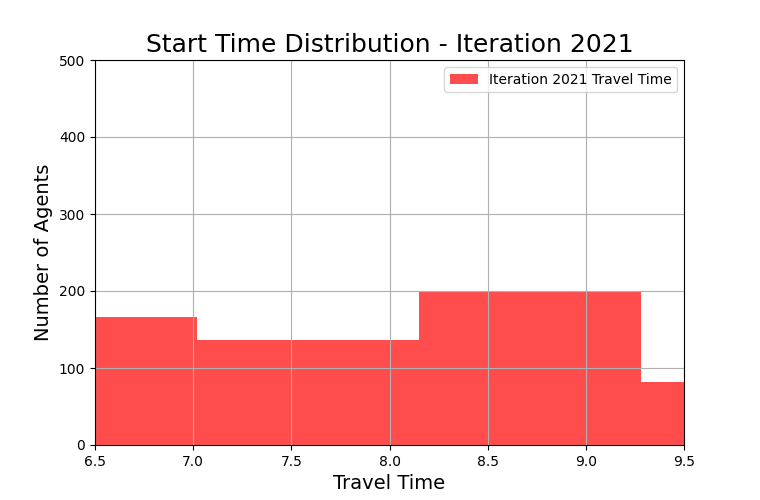 Start Time Distribution - Iteration 2021
Iteration 2021 Travel Time
Number of Agents
500
400
300
200
100
0
6.5 7.0 7.5 8.0 8.5 9.0 9.5
Travel Time